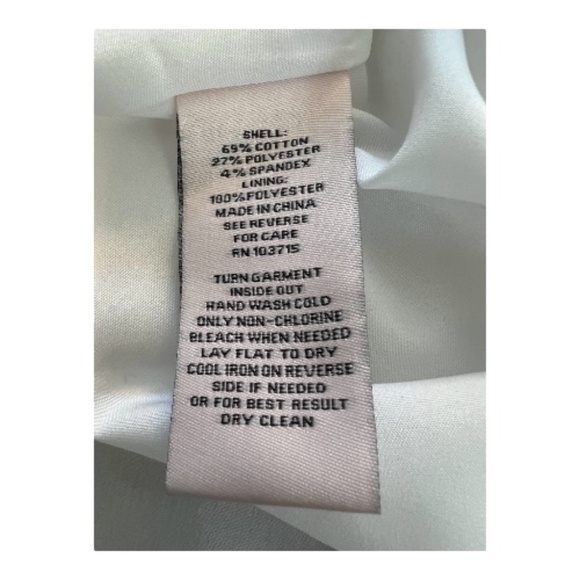 SHELL:
69% COTTON
27% POLYESTER
4% SPANDEX
LINING:
100% POLYESTER
MADE IN CHINA
SEE REVERSE
FOR CARE
RN 103715
TURN GARMENT
INSIDE OUT
HAND WASH COLD
ONLY NON-CHLORINE
BLEACH WHEN NEEDED
LAY FLAT TO DRY
COOL IRON ON REVERSE
SIDE IF NEEDED
OR FOR BEST RESULT
DRY CLEAN